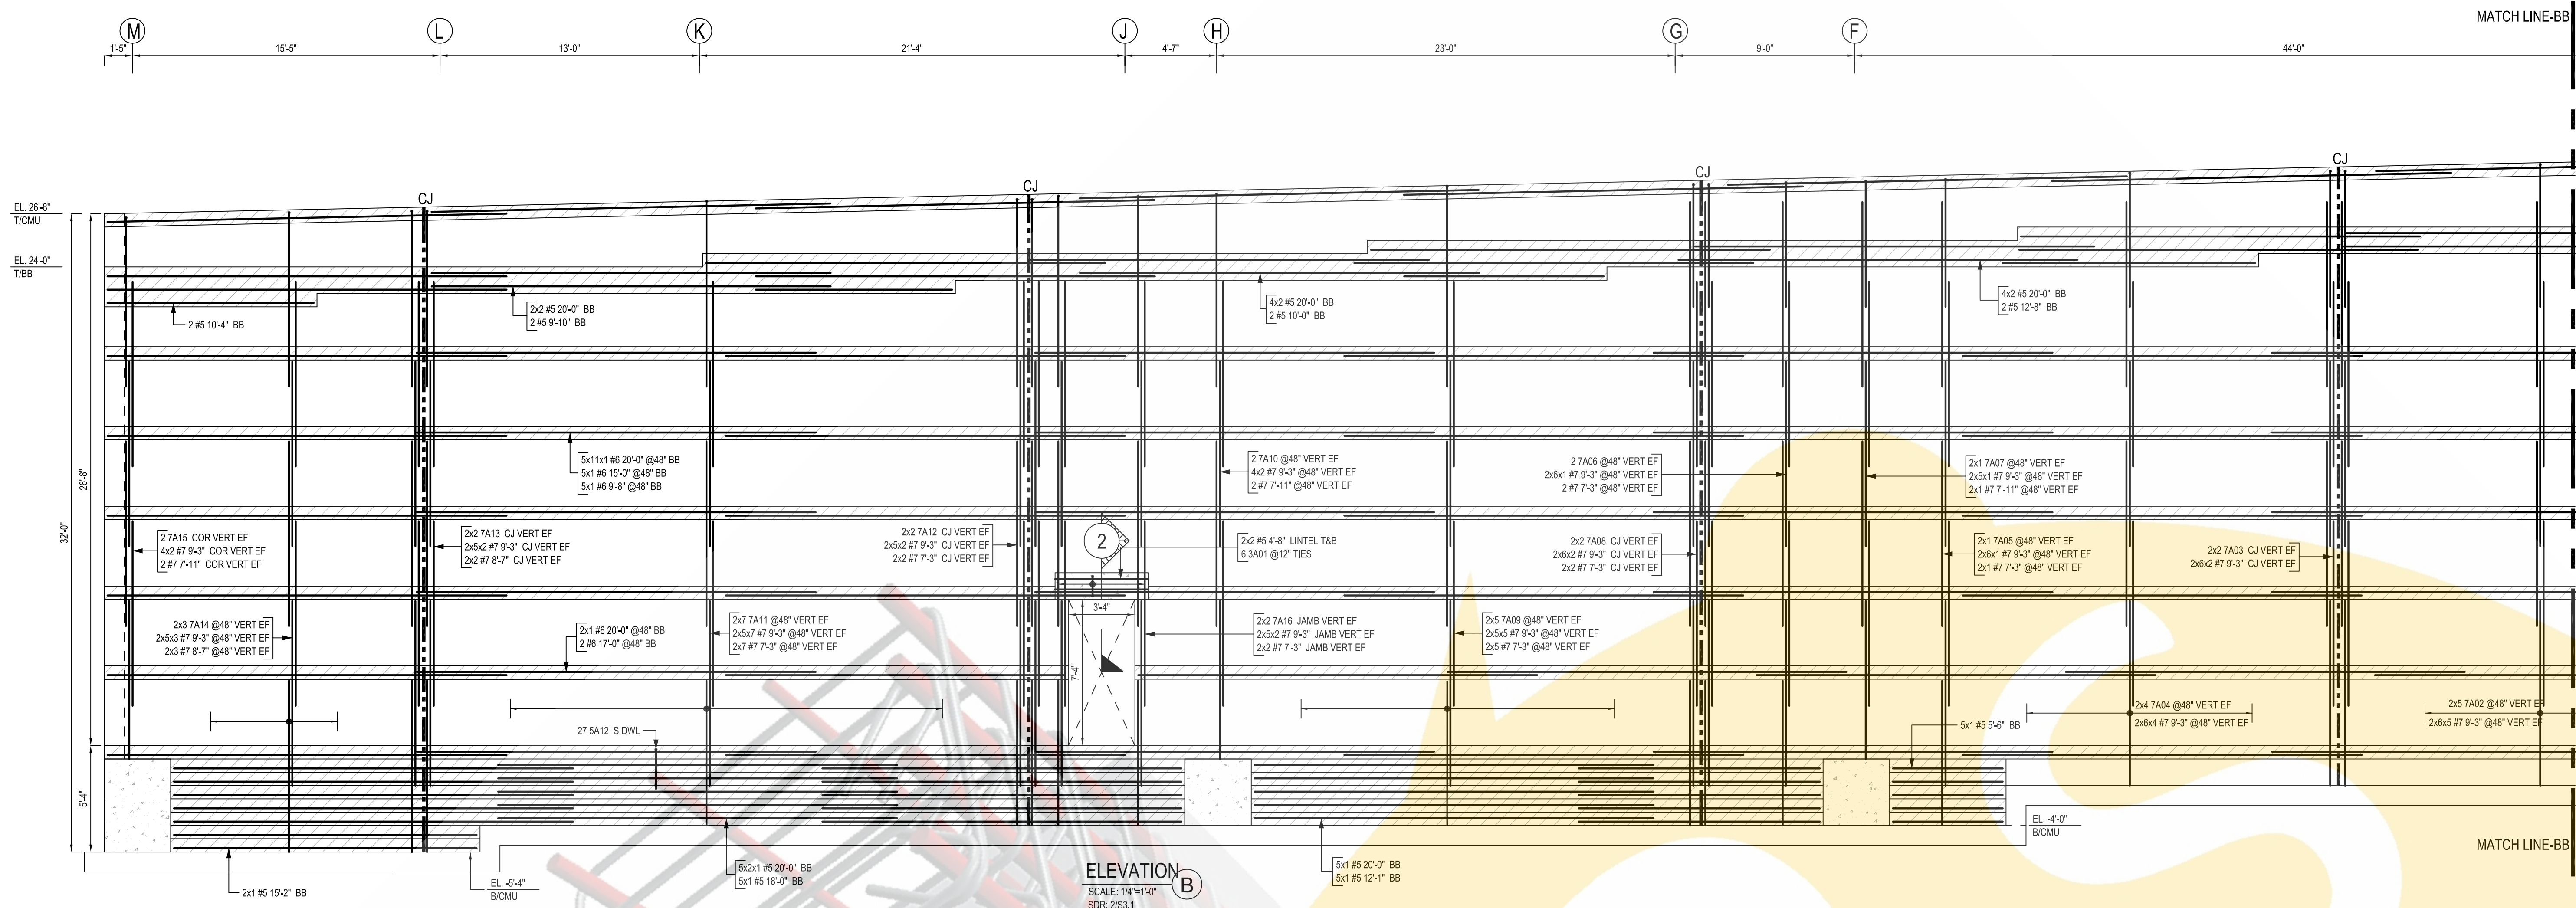 MATCH LINE-BB
M
L
K
J
H
G
F
1'-5"
15'-5"
13'-0"
21'-4"
4'-7"
23'-0"
9'-0"
44'-0"
CJ
CJ
CJ
CJ
EL. 26'-8"
T/CMU
EL. 24'-0"
T/BB
2 #5 10'-4" BB
2x2 #5 20'-0" BB
2 #5 9'-10" BB
4x2 #5 20'-0" BB
2 #5 10'-0" BB
4x2 #5 20'-0" BB
2 #5 12'-8" BB
26'-8"
32'-0"
5'-4"
5x11x1 #6 20'-0" @48" BB
5x1 #6 15'-0" @48" BB
5x1 #6 9'-8" @48" BB
2 7A10 @48" VERT EF
4x2 #7 9'-3" @48" VERT EF
2 #7 7'-11" @48" VERT EF
2 7A06 @48" VERT EF
2x6x1 #7 9'-3" @48" VERT EF
2 #7 7'-3" @48" VERT EF
2x1 7A07 @48" VERT EF
2x5x1 #7 9'-3" @48" VERT EF
2x1 #7 7'-11" @48" VERT EF
2 7A15 COR VERT EF
4x2 #7 9'-3" COR VERT EF
2 #7 7'-11" COR VERT EF
2x2 7A13 CJ VERT EF
2x5x2 #7 9'-3" CJ VERT EF
2x2 #7 8'-7" CJ VERT EF
2x2 7A12 CJ VERT EF
2x5x2 #7 9'-3" CJ VERT EF
2x2 #7 7'-3" CJ VERT EF
2
2x2 #5 4'-8" LINTEL T&B
6 3A01 @12" TIES
2x2 7A08 CJ VERT EF
2x6x2 #7 9'-3" CJ VERT EF
2x2 #7 7'-3" CJ VERT EF
2x1 7A05 @48" VERT EF
2x6x1 #7 9'-3" @48" VERT EF
2x1 #7 7'-3" @48" VERT EF
2x2 7A03 CJ VERT EF
2x6x2 #7 9'-3" CJ VERT EF
2x3 7A14 @48" VERT EF
2x5x3 #7 9'-3" @48" VERT EF
2x3 #7 8'-7" @48" VERT EF
2x1 #6 20'-0" @48" BB
2 #6 17'-0" @48" BB
2x7 7A11 @48" VERT EF
2x5x7 #7 9'-3" @48" VERT EF
2x7 #7 7'-3" @48" VERT EF
3'-4"
7'-4"
2x2 7A16 JAMB VERT EF
2x5x2 #7 9'-3" JAMB VERT EF
2x2 #7 7'-3" JAMB VERT EF
2x5 7A09 @48" VERT EF
2x5x5 #7 9'-3" @48" VERT EF
2x5 #7 7'-3" @48" VERT EF
27 5A12 S DWL
5x1 #5 5'-6" BB
2x4 7A04 @48" VERT EF
2x6x4 #7 9'-3" @48" VERT EF
2x5 7A02 @48" VERT EF
2x6x5 #7 9'-3" @48" VERT EF
EL. -4'-0"
B/CMU
MATCH LINE-BB
2x1 #5 15'-2" BB
EL. -5'-4"
B/CMU
5x2x1 #5 20'-0" BB
5x1 #5 18'-0" BB
5x1 #5 20'-0" BB
5x1 #5 12'-1" BB
ELEVATION B
SCALE: 1/4"=1'-0"
SDR: 2/S3.1